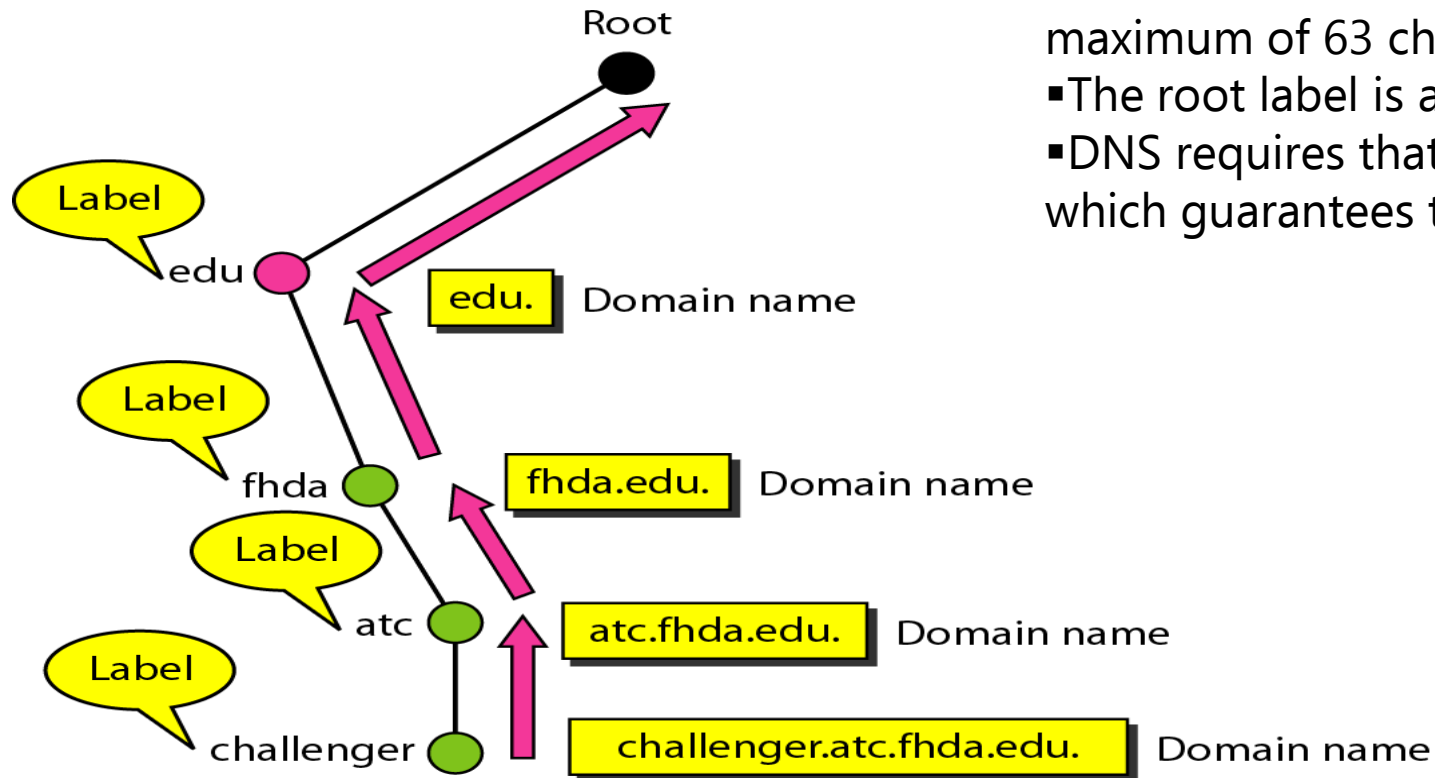 Root
maximum of 63 ch
▪The root label is a
▪DNS requires that
which guarantees t
Label
edu
edu. Domain name
Label
fhda
fhda.edu. Domain name
Label
atc
atc.fhda.edu. Domain name
Label
challenger
challenger.atc.fhda.edu. Domain name